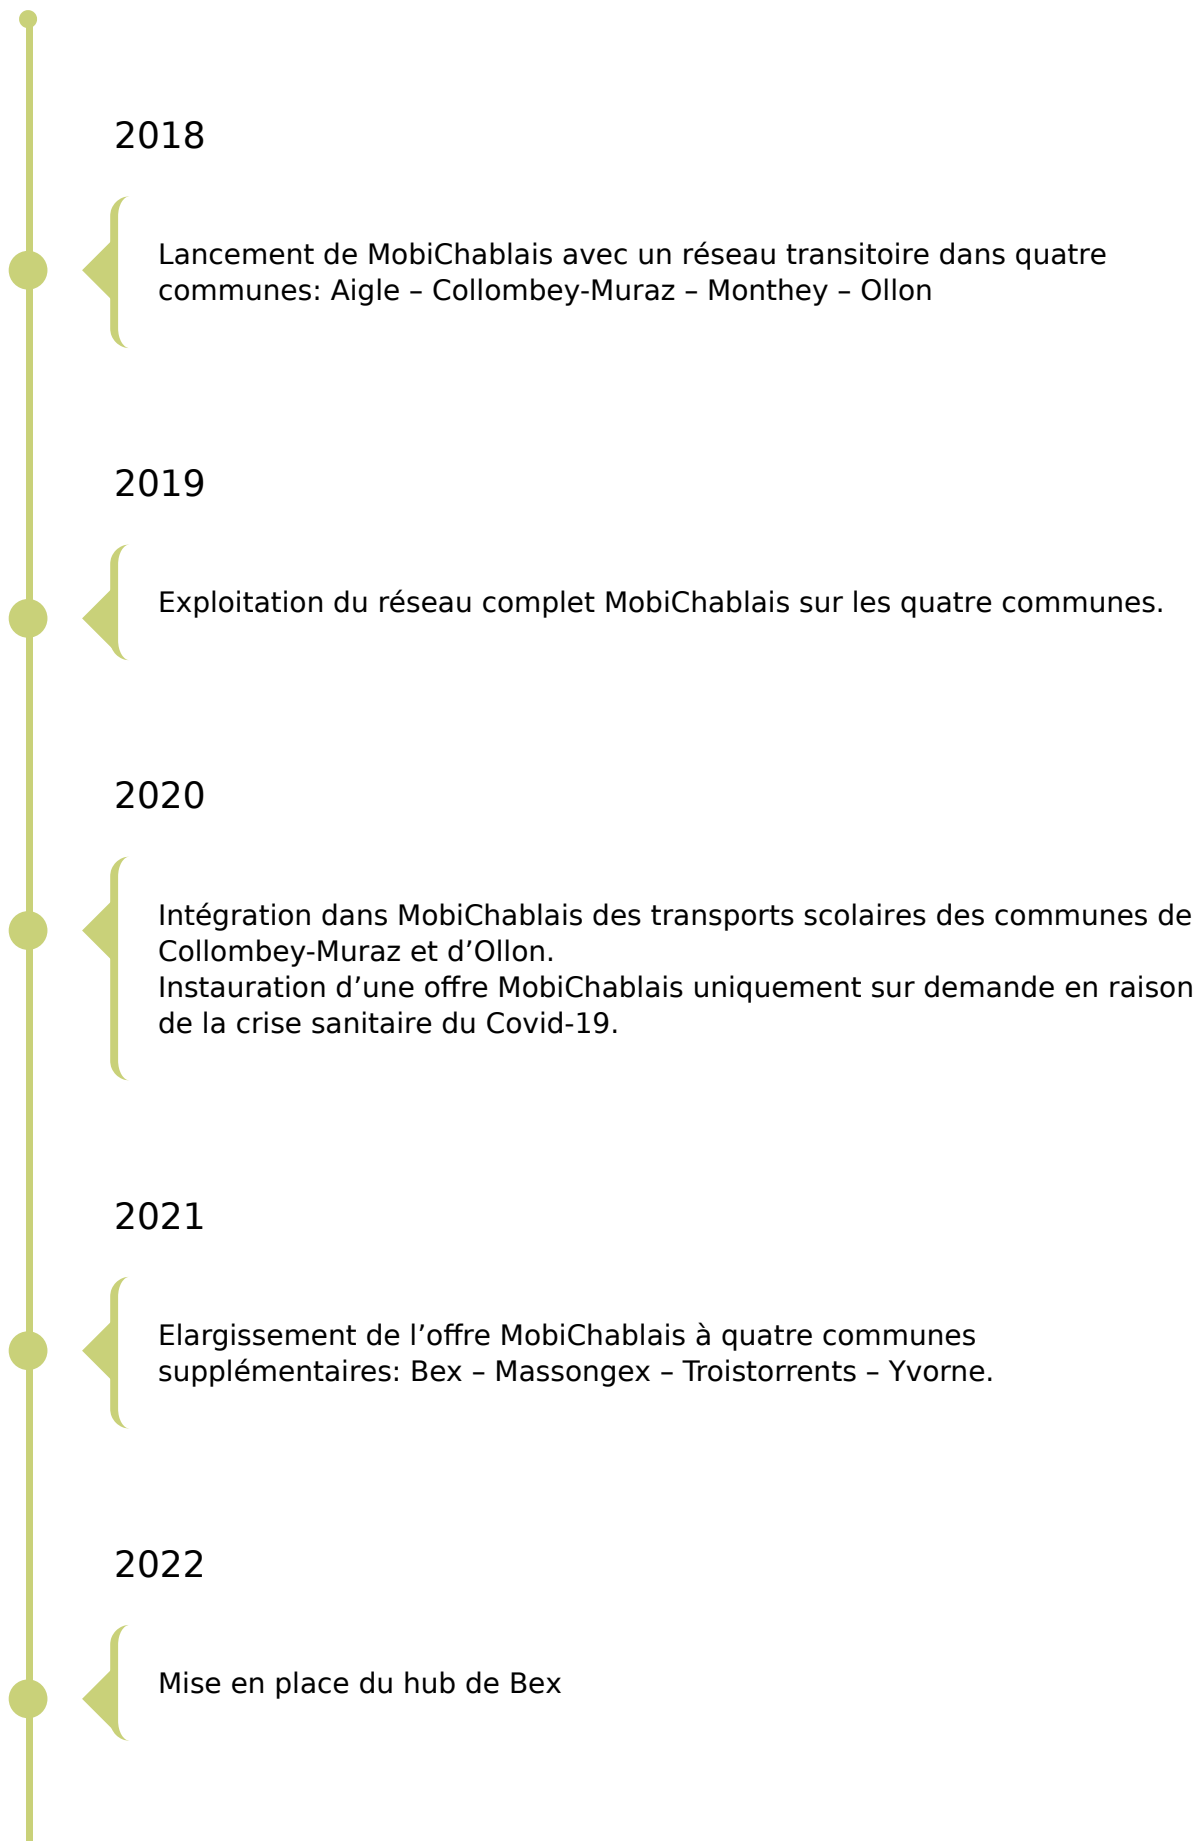 2018
Lancement de MobiChablais avec un réseau transitoire dans quatre
communes: Aigle – Collombey-Muraz – Monthey – Ollon
2019
Exploitation du réseau complet MobiChablais sur les quatre communes.
2020
Intégration dans MobiChablais des transports scolaires des communes de
Collombey-Muraz et d’Ollon.
Instauration d’une offre MobiChablais uniquement sur demande en raison
de la crise sanitaire du Covid-19.
2021
Elargissement de l’offre MobiChablais à quatre communes
supplémentaires: Bex – Massongex – Troistorrents – Yvorne.
2022
Mise en place du hub de Bex